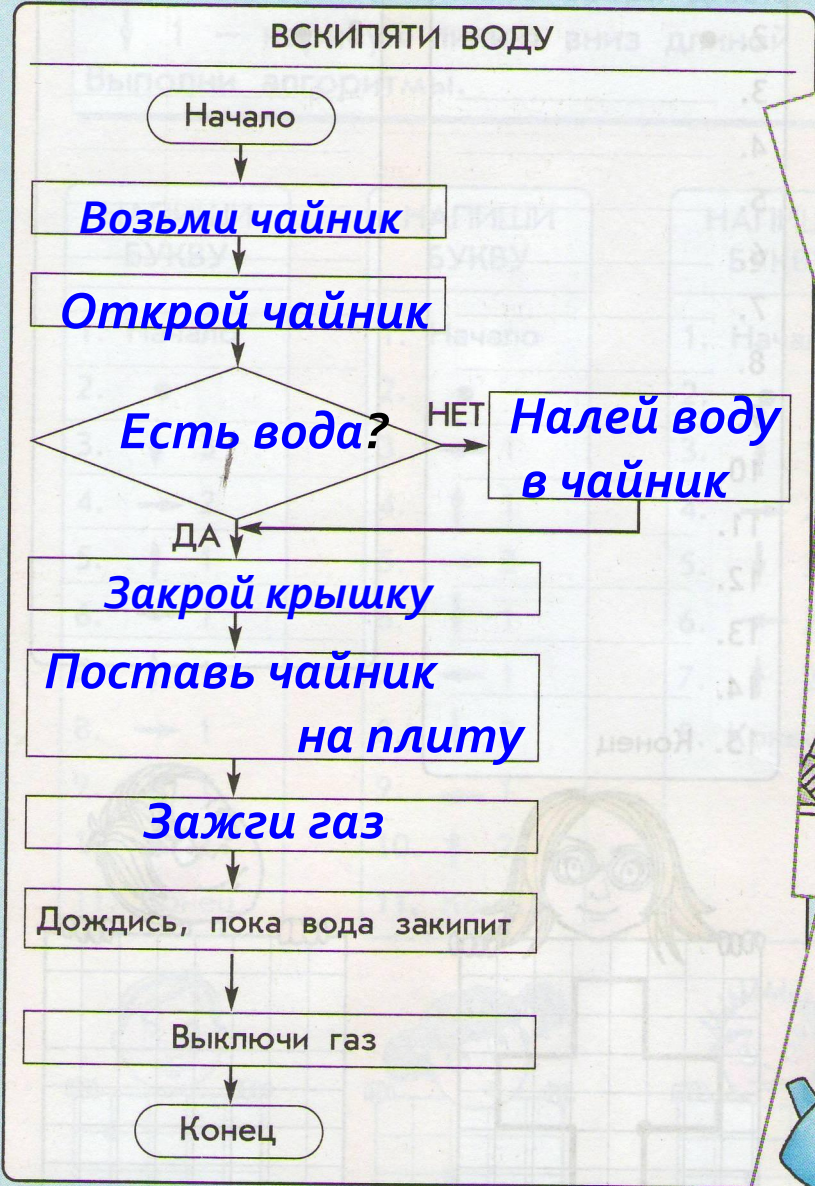 ВСКИПЯТИ ВОДУ
Начало
Возьми чайник
Открой чайник
Есть вода?
НЕТ
Налей воду
в чайник
ДА
Закрой крышку
Поставь чайник
на плиту
Зажги газ
Дождись, пока вода закипит
Выключи газ
Конец